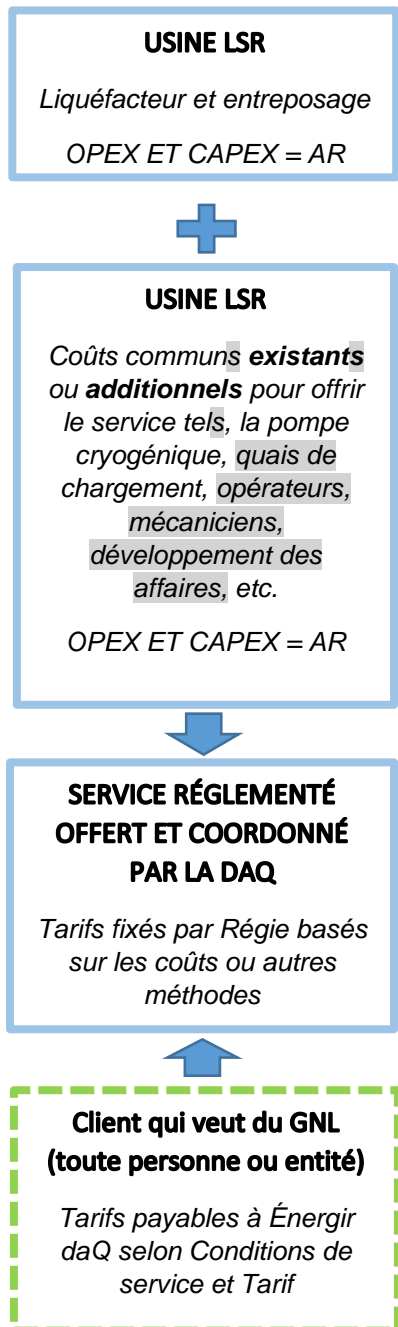 USINE LSR
Liquéfacteur et entreposage
OPEX ET CAPEX = AR
USINE LSR
Coûts communs existants
ou additionnels pour offrir
le service tels, la pompe
cryogénique, quais de
chargement, opérateurs,
mécaniciens,
développement des
affaires, etc.
OPEX ET CAPEX = AR
SERVICE RÉGLEMENTÉ
OFFERT ET COORDONNÉ
PAR LA DAQ
Tarifs fixés par Régie basés
sur les coûts ou autres
méthodes
Client qui veut du GNL
(toute personne ou entité)
Tarifs payables à Énergir
daQ selon Conditions de
service et Tarif